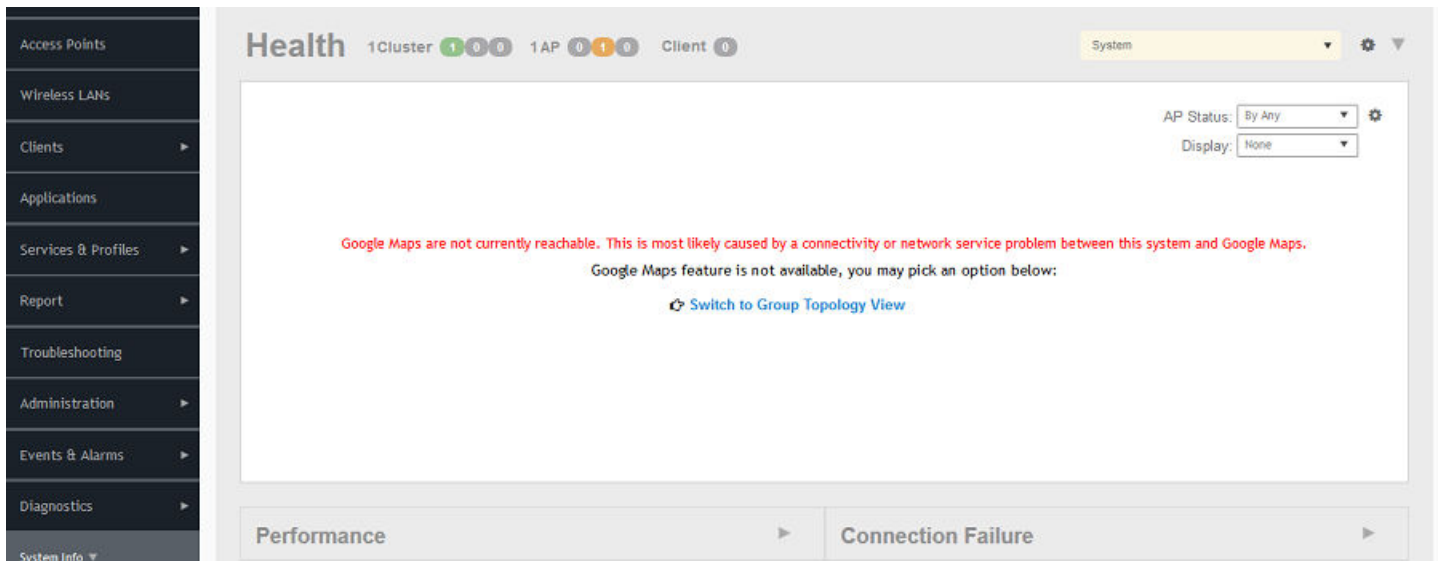 Access Points
Wireless LANs
Clients
Applications
Services & Profiles
Report
Troubleshooting
Administration
Events & Alarms
Diagnostics
System Info
Health 1Cluster 1 0 0 1AP 0 1 0 Client 0
System
AP Status: By Any
Display: None
Google Maps are not currently reachable. This is most likely caused by a connectivity or network service problem between this system and Google Maps.
Google Maps feature is not available, you may pick an option below:
Switch to Group Topology View
Performance
Connection Failure